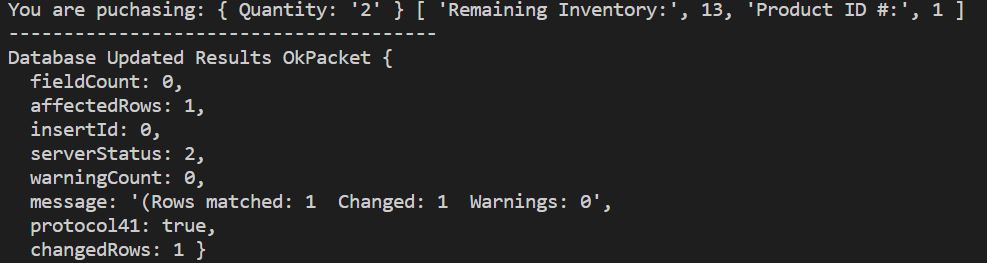 You are puchasing: { Quantity: '2' } [ 'Remaining Inventory:', 13, 'Product ID #:', 1 ]
---------------------------------------
Database Updated Results OkPacket {
  fieldCount: 0,
  affectedRows: 1,
  insertId: 0,
  serverStatus: 2,
  warningCount: 0,
  message: '(Rows matched: 1  Changed: 1  Warnings: 0',
  protocol41: true,
  changedRows: 1 }